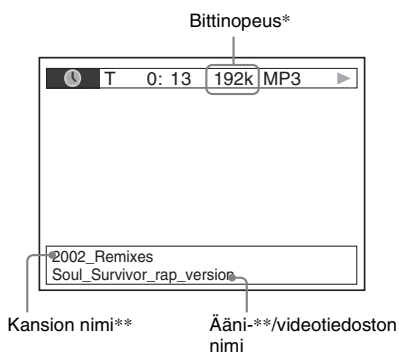 Bittinopeus*
T 0: 13 192k MP3
2002_Remixes
Soul_Survivor_rap_version
Kansion nimi**
Ääni-**/videotiedoston
nimi